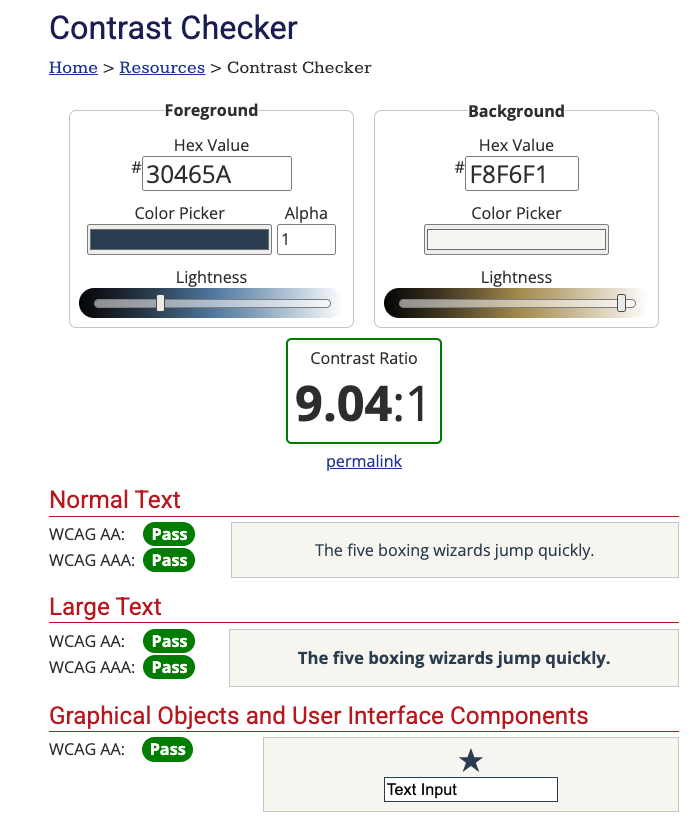 Contrast Checker
Home > Resources > Contrast Checker
Foreground
Hex Value
#30465A
Color Picker
Alpha
1
Lightness
Background
Hex Value
#F8F6F1
Color Picker
Lightness
Contrast Ratio
9.04:1
permalink
Normal Text
WCAG AA: Pass
WCAG AAA: Pass
The five boxing wizards jump quickly.
Large Text
WCAG AA: Pass
WCAG AAA: Pass
The five boxing wizards jump quickly.
Graphical Objects and User Interface Components
WCAG AA: Pass
Text Input